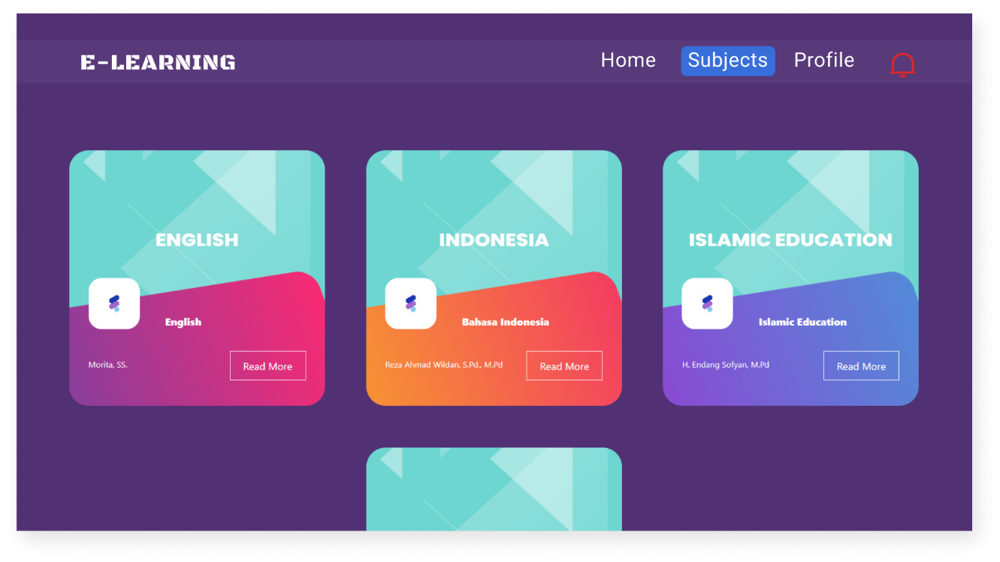 E-LEARNING
Home Subjects Profile
ENGLISH
English
Morita, SS.
Read More
INDONESIA
Bahasa Indonesia
Reza Ahmad Wildan, S.Pd., M.Pd
Read More
ISLAMIC EDUCATION
Islamic Education
H. Endang Sofyan, M.Pd
Read More